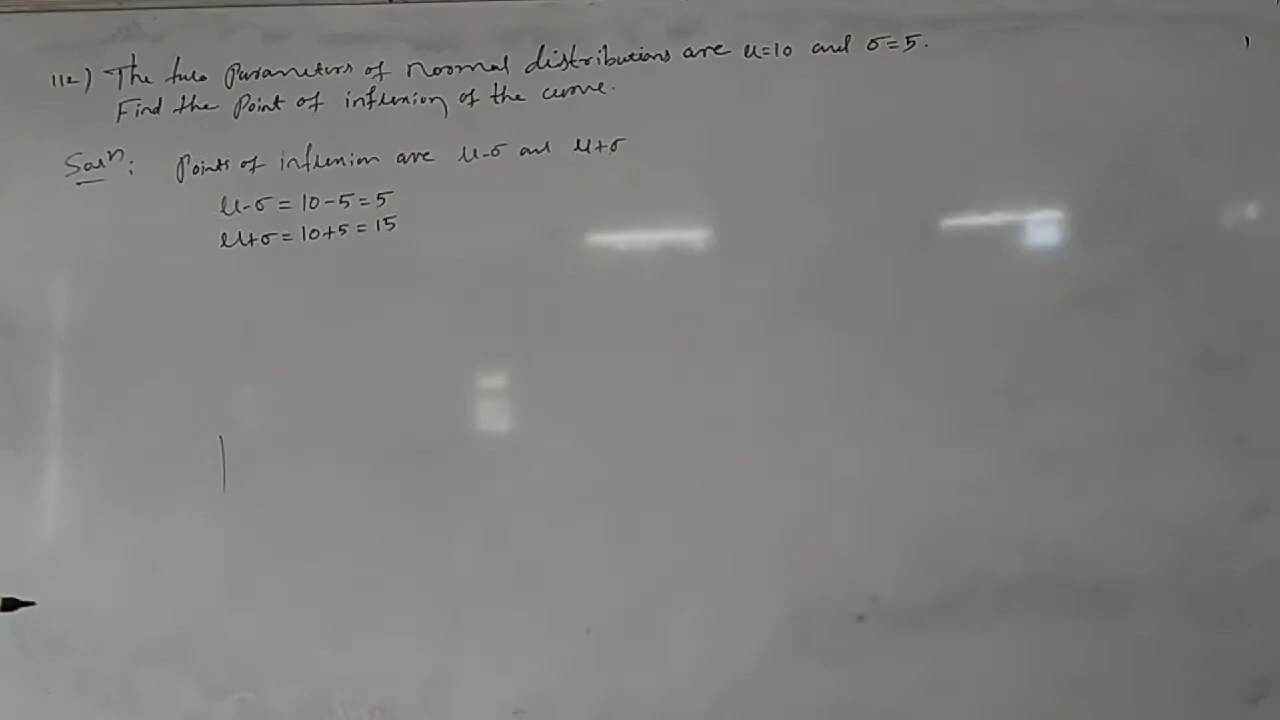 112) The two Parameters of Normal distributions are μ=10 and σ=5.
Find the Point of inflexion of the curve.
Solⁿ: Points of inflexion are μ-σ and μ+σ
μ-σ = 10-5 = 5
μ+σ = 10+5 = 15